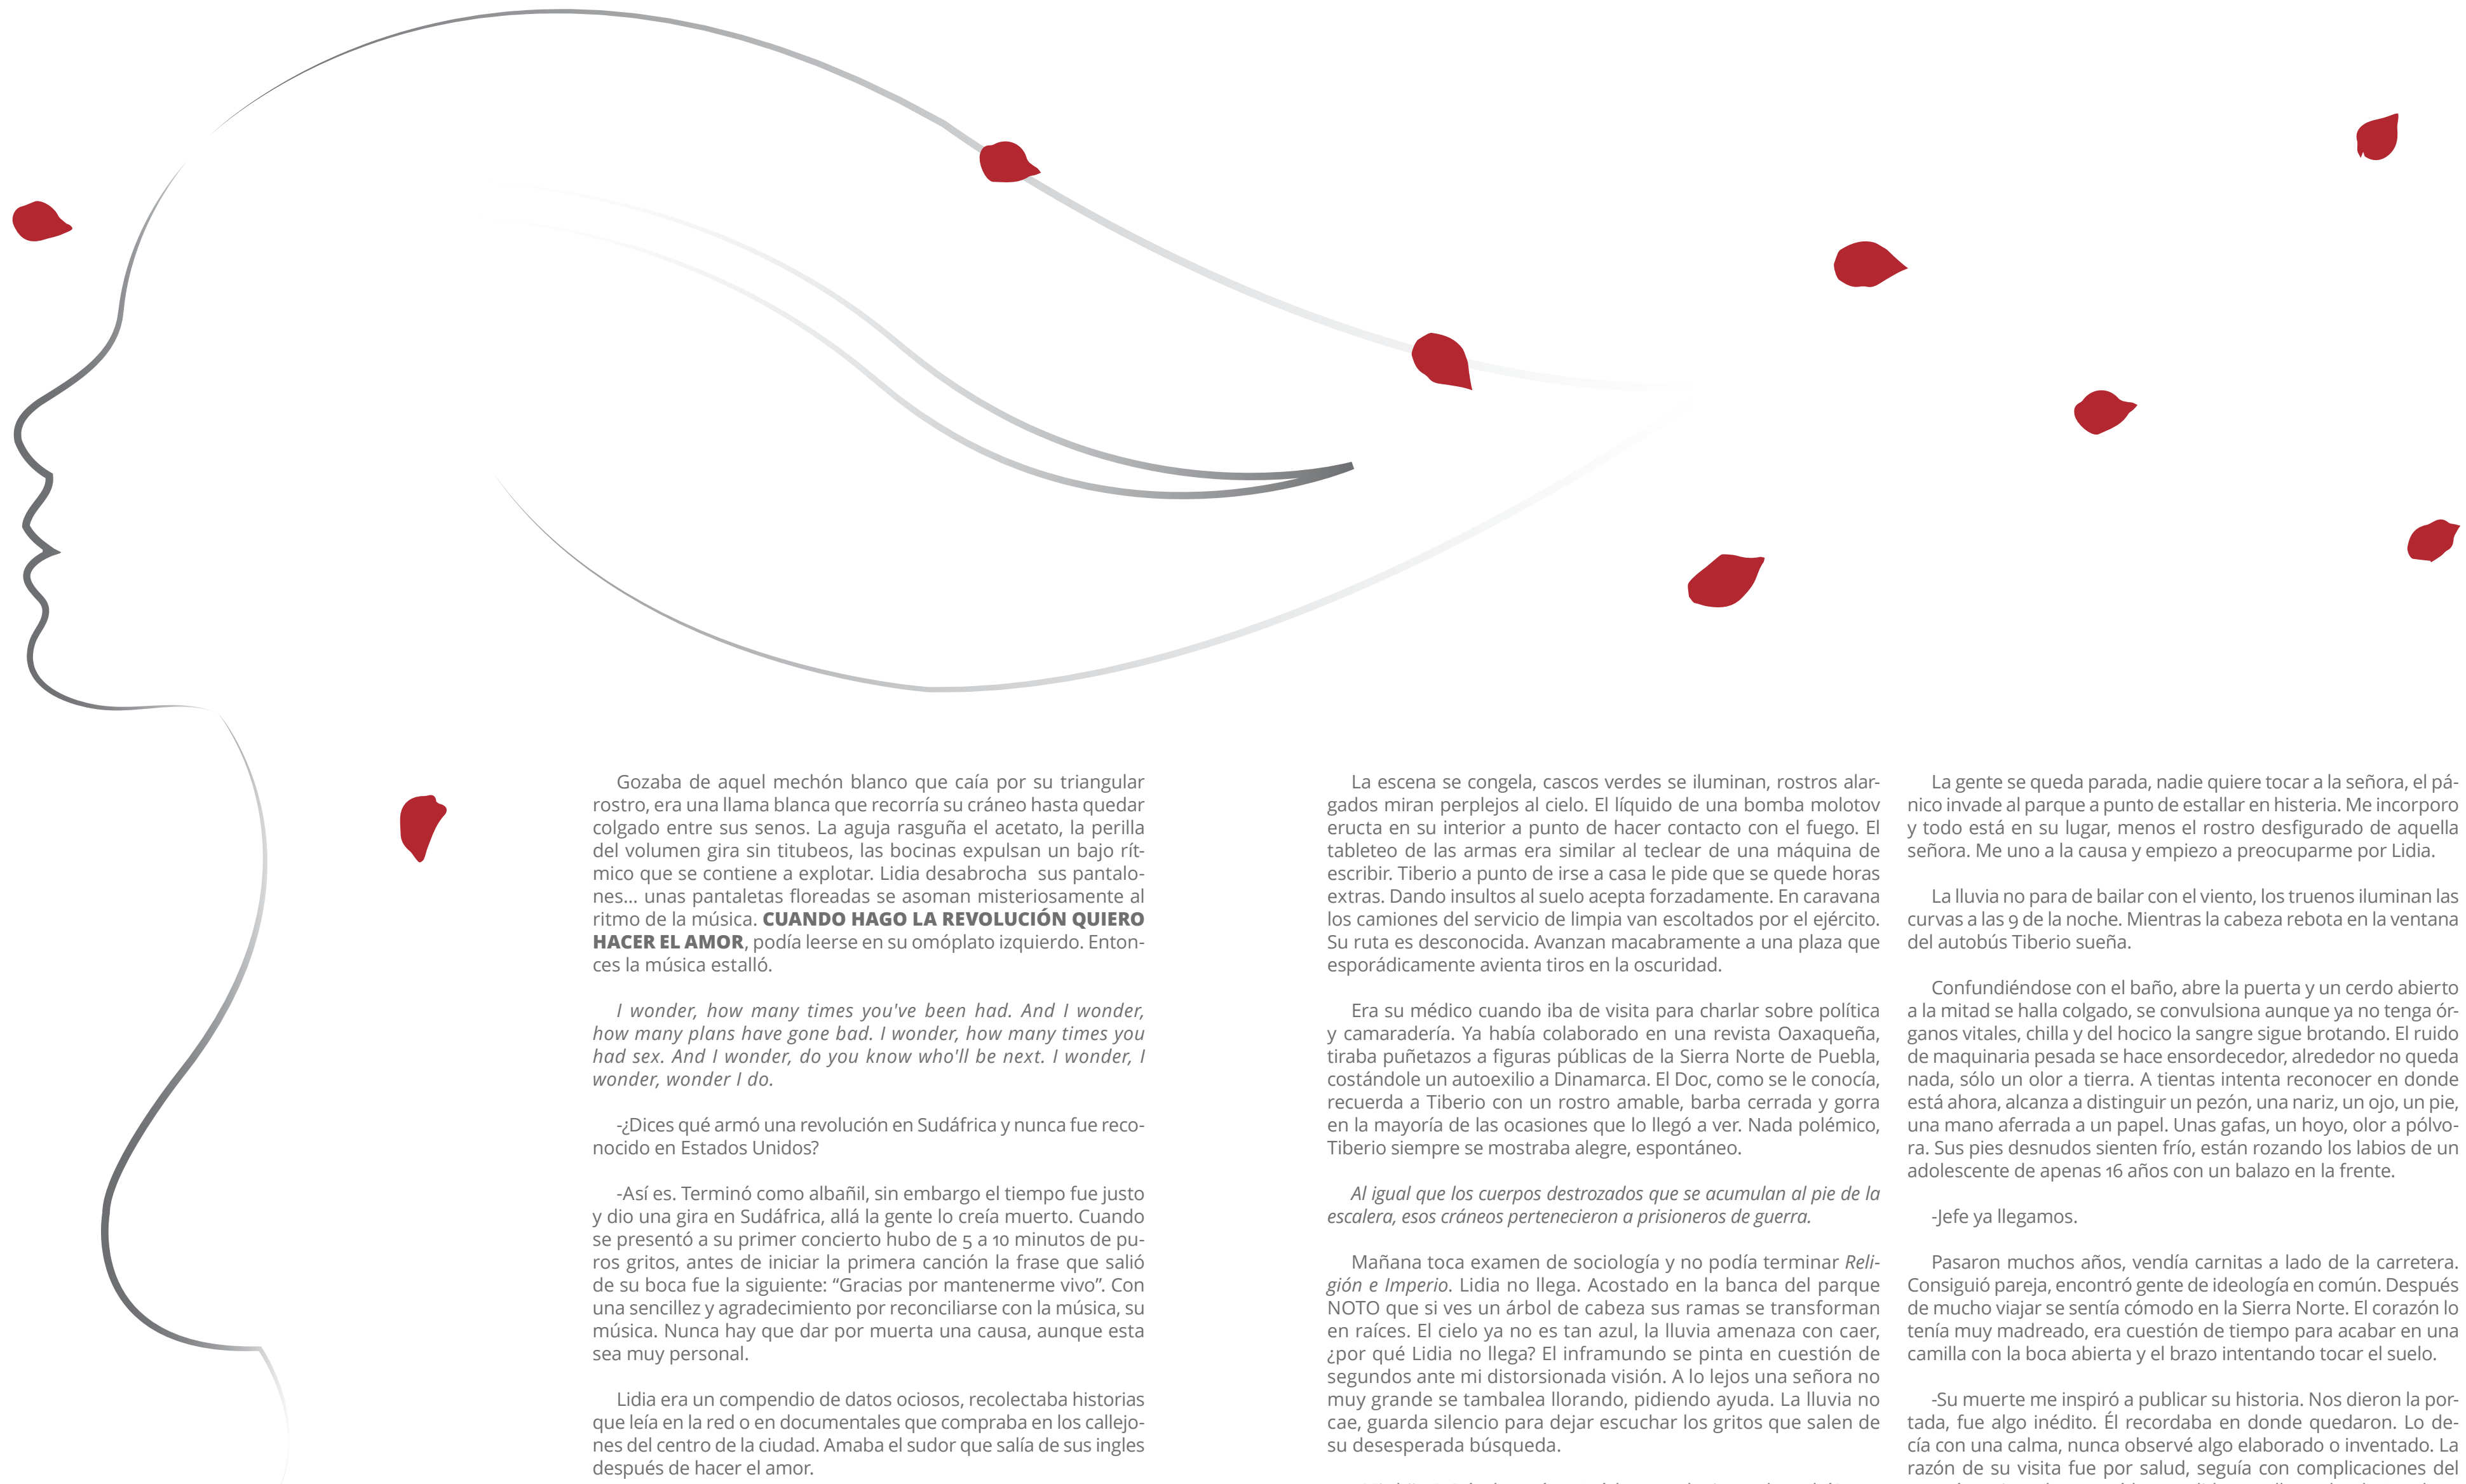 Gozaba de aquel mechón blanco que caía por su triangular
rostro, era una llama blanca que recorría su cráneo hasta quedar
colgado entre sus senos. La aguja rasguña el acetato, la perilla
del volumen gira sin titubeos, las bocinas expulsan un bajo rít-
mico que se contiene a explotar. Lidia desabrocha sus pantalo-
nes... unas pantaletas floreadas se asoman misteriosamente al
ritmo de la música. CUANDO HAGO LA REVOLUCIÓN QUIERO
HACER EL AMOR, podía leerse en su omóplato izquierdo. Enton-
ces la música estalló.
I wonder, how many times you've been had. And I wonder,
how many plans have gone bad. I wonder, how many times you
had sex. And I wonder, do you know who'll be next. I wonder, I
wonder, wonder I do.
-¿Dices qué armó una revolución en Sudáfrica y nunca fue reco-
nocido en Estados Unidos?
-Así es. Terminó como albañil, sin embargo el tiempo fue justo
y dio una gira en Sudáfrica, allá la gente lo creía muerto. Cuando
se presentó a su primer concierto hubo de 5 a 10 minutos de pu-
ros gritos, antes de iniciar la primera canción la frase que salió
de su boca fue la siguiente: “Gracias por mantenerme vivo”. Con
una sencillez y agradecimiento por reconciliarse con la música, su
música. Nunca hay que dar por muerta una causa, aunque esta
sea muy personal.
Lidia era un compendio de datos ociosos, recolectaba historias
que leía en la red o en documentales que compraba en los callejo-
nes del centro de la ciudad. Amaba el sudor que salía de sus ingles
después de hacer el amor.
La escena se congela, cascos verdes se iluminan, rostros alar-
gados miran perplejos al cielo. El líquido de una bomba molotov
eructa en su interior a punto de hacer contacto con el fuego. El
tableteo de las armas era similar al teclear de una máquina de
escribir. Tiberio a punto de irse a casa le pide que se quede horas
extras. Dando insultos al suelo acepta forzadamente. En caravana
los camiones del servicio de limpia van escoltados por el ejército.
Su ruta es desconocida. Avanzan macabramente a una plaza que
esporádicamente avienta tiros en la oscuridad.
Era su médico cuando iba de visita para charlar sobre política
y camaradería. Ya había colaborado en una revista Oaxaqueña,
tiraba puñetazos a figuras públicas de la Sierra Norte de Puebla,
costándole un autoexilio a Dinamarca. El Doc, como se le conocía,
recuerda a Tiberio con un rostro amable, barba cerrada y gorra
en la mayoría de las ocasiones que lo llegó a ver. Nada polémico,
Tiberio siempre se mostraba alegre, espontáneo.
Al igual que los cuerpos destrozados que se acumulan al pie de la
escalera, esos cráneos pertenecieron a prisioneros de guerra.
Mañana toca examen de sociología y no podía terminar Reli-
gión e Imperio. Lidia no llega. Acostado en la banca del parque
NOTO que si ves un árbol de cabeza sus ramas se transforman
en raíces. El cielo ya no es tan azul, la lluvia amenaza con caer,
¿por qué Lidia no llega? El inframundo se pinta en cuestión de
segundos ante mi distorsionada visión. A lo lejos una señora no
muy grande se tambalea llorando, pidiendo ayuda. La lluvia no
cae, guarda silencio para dejar escuchar los gritos que salen de
su desesperada búsqueda.
La gente se queda parada, nadie quiere tocar a la señora, el pá-
nico invade al parque a punto de estallar en histeria. Me incorporo
y todo está en su lugar, menos el rostro desfigurado de aquella
señora. Me uno a la causa y empiezo a preocuparme por Lidia.
La lluvia no para de bailar con el viento, los truenos iluminan las
curvas a las 9 de la noche. Mientras la cabeza rebota en la ventana
del autobús Tiberio sueña.
Confundiéndose con el baño, abre la puerta y un cerdo abierto
a la mitad se halla colgado, se convulsiona aunque ya no tenga ór-
ganos vitales, chilla y del hocico la sangre sigue brotando. El ruido
de maquinaria pesada se hace ensordecedor, alrededor no queda
nada, sólo un olor a tierra. A tientas intenta reconocer en donde
está ahora, alcanza a distinguir un pezón, una nariz, un ojo, un pie,
una mano aferrada a un papel. Unas gafas, un hoyo, olor a pólvo-
ra. Sus pies desnudos sienten frío, están rozando los labios de un
adolescente de apenas 16 años con un balazo en la frente.
-Jefe ya llegamos.
Pasaron muchos años, vendía carnitas a lado de la carretera.
Consiguió pareja, encontró gente de ideología en común. Después
de mucho viajar se sentía cómodo en la Sierra Norte. El corazón lo
tenía muy madreado, era cuestión de tiempo para acabar en una
camilla con la boca abierta y el brazo intentando tocar el suelo.
-Su muerte me inspiró a publicar su historia. Nos dieron la por-
tada, fue algo inédito. Él recordaba en donde quedaron. Lo de-
cía con una calma, nunca observé algo elaborado o inventado. La
razón de su visita fue por salud, seguía con complicaciones del